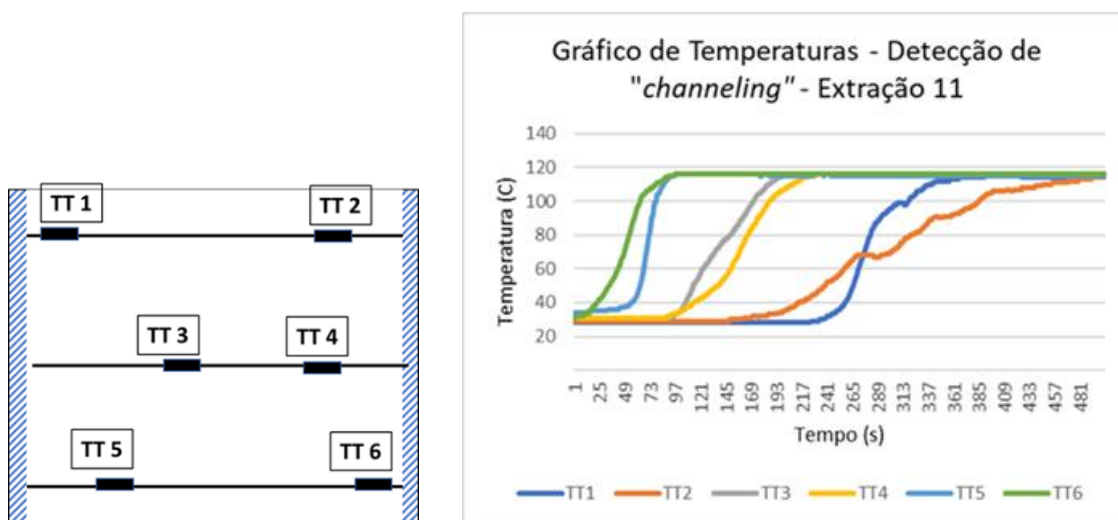 TT 1
TT 2
TT 3
TT 4
TT 5
TT 6
Gráfico de Temperaturas - Detecção de
"channeling" - Extração 11
Temperatura (C)
140
120
100
80
60
40
20
1 25 49 73 97 121 145 169 193 217 241 265 289 313 337 361 385 409 433 457 481
Tempo (s)
TT1 TT2 TT3 TT4 TT5 TT6